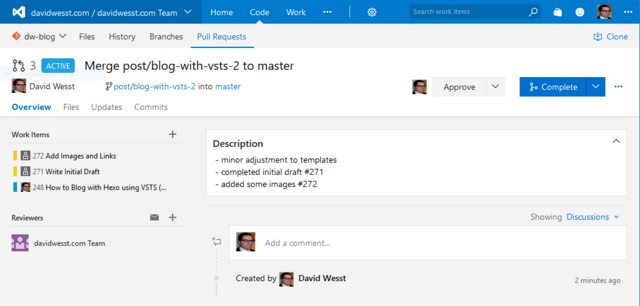 davidwesst.com / davidwesst.com Team
Home Code Work ···
Search work items
dw-blog Files History Branches Pull Requests
Clone
3 ACTIVE Merge post/blog-with-vsts-2 to master
David Wesst post/blog-with-vsts-2 into master
Approve Complete ···
Overview Files Updates Commits
Work Items
272 Add Images and Links
271 Write Initial Draft
248 How to Blog with Hexo using VSTS (...
Reviewers
davidwesst.com Team
Description
- minor adjustment to templates
- completed initial draft #271
- added some images #272
Showing Discussions
Add a comment...
Created by David Wesst
2 minutes ago